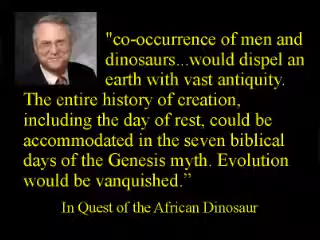 "co-occurrence of men and
dinosaurs...would dispel an
earth with vast antiquity.
The entire history of creation,
including the day of rest, could be
accommodated in the seven biblical
days of the Genesis myth. Evolution
would be vanquished.”
In Quest of the African Dinosaur